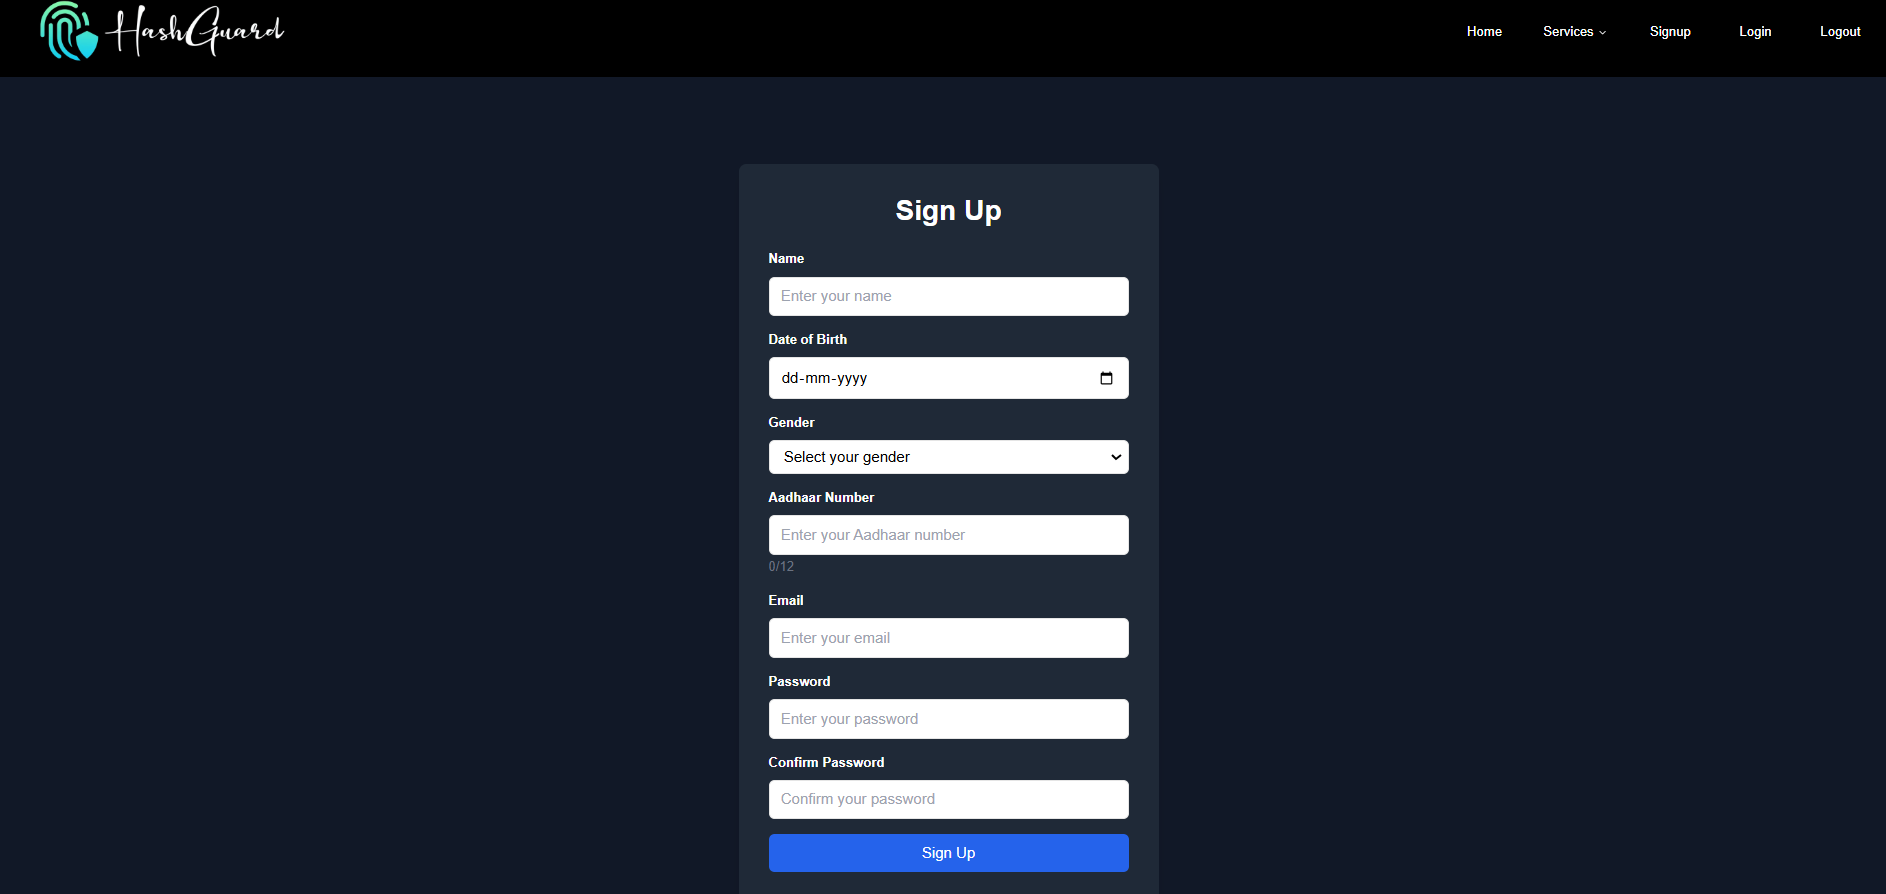 HashGuard
Home Services Signup Login Logout
Sign Up
Name
Enter your name
Date of Birth
dd-mm-yyyy
Gender
Select your gender
Aadhaar Number
Enter your Aadhaar number
0/12
Email
Enter your email
Password
Enter your password
Confirm Password
Confirm your password
Sign Up